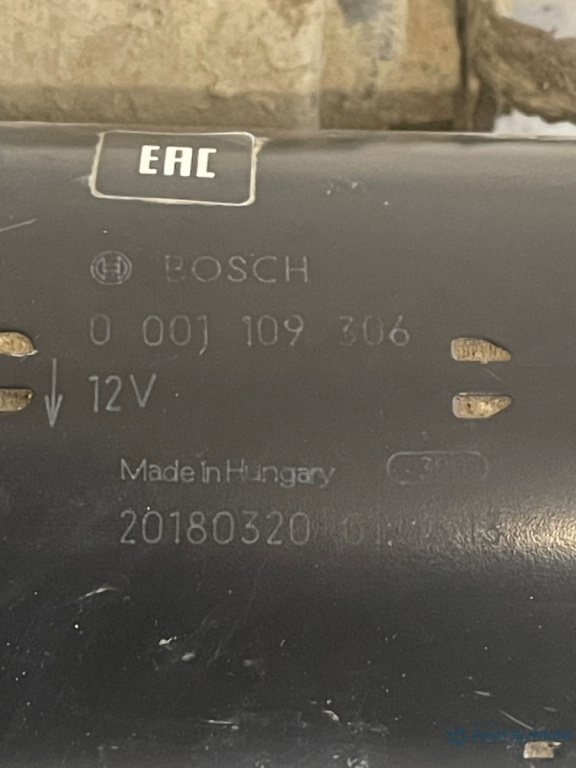 EAC
BOSCH
0 001 109 306
12V
Made in Hungary
20180320